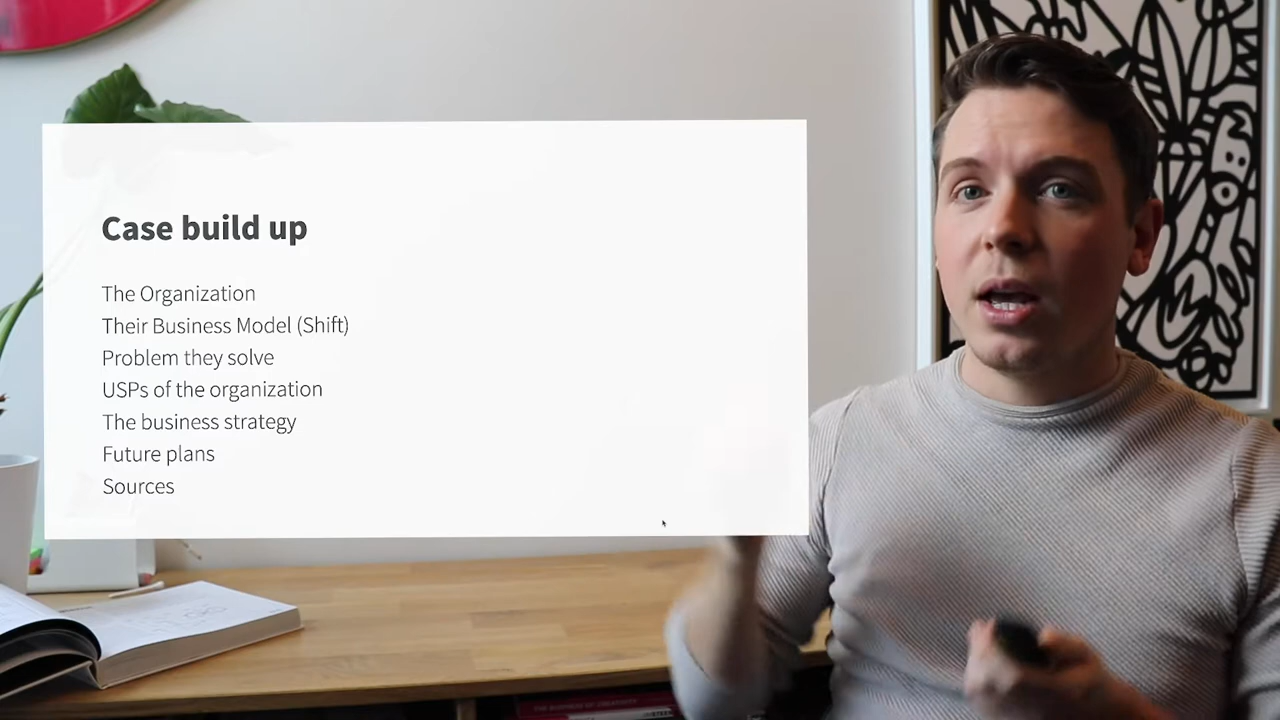 Case build up
The Organization
Their Business Model (Shift)
Problem they solve
USPs of the organization
The business strategy
Future plans
Sources